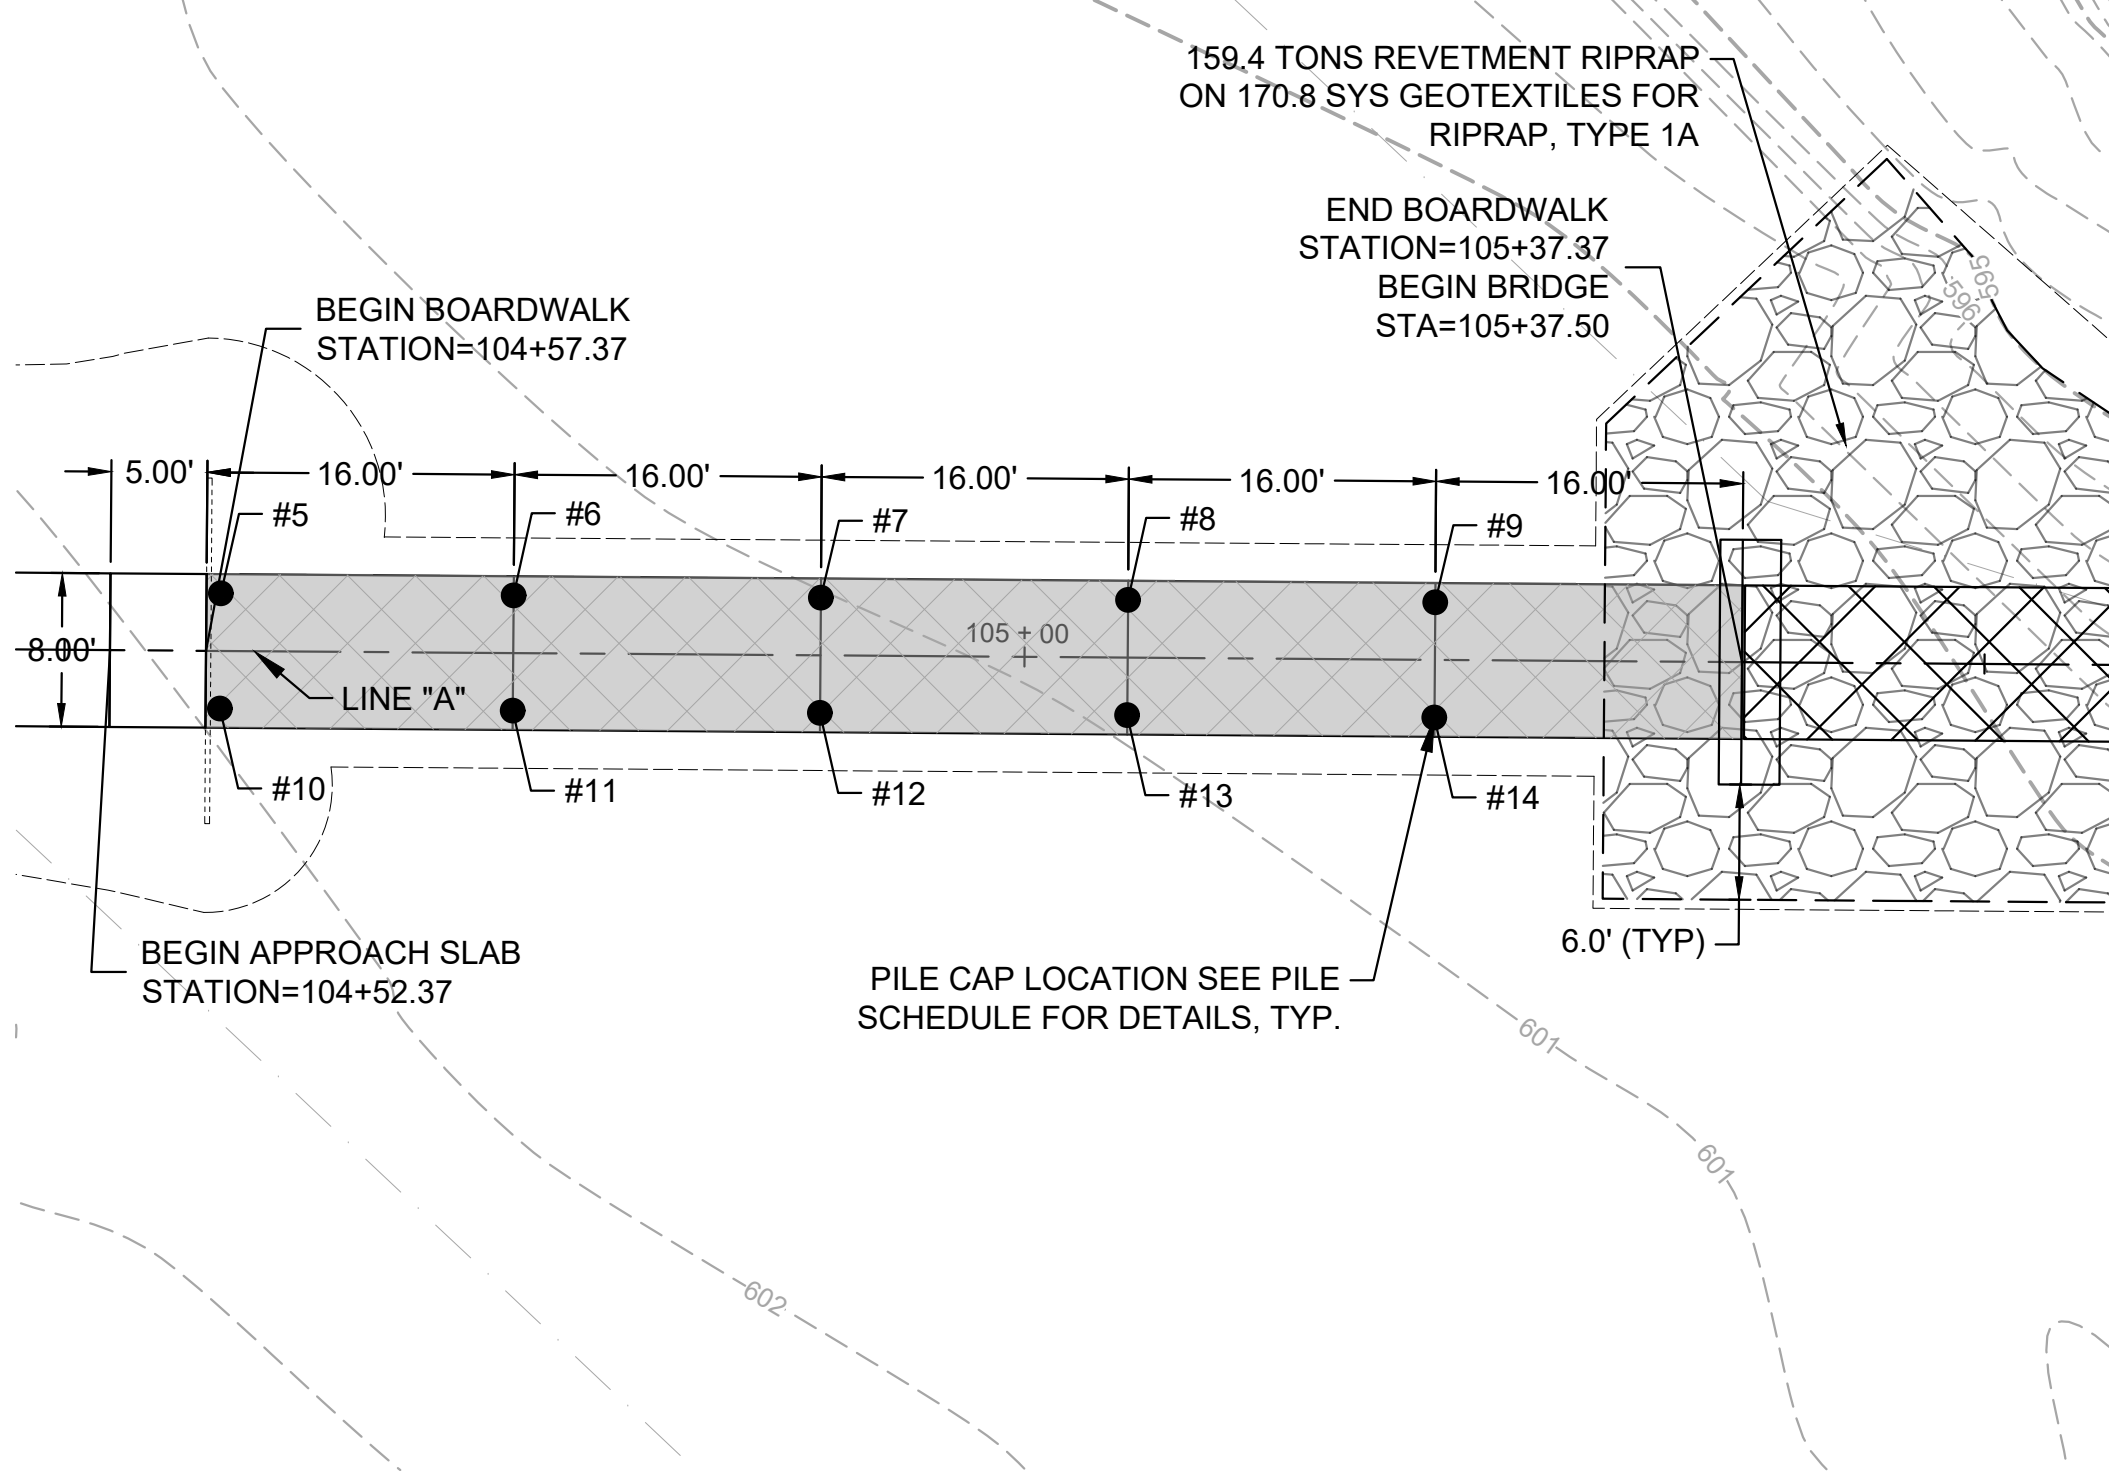 159.4 TONS REVETMENT RIPRAP
ON 170.8 SYS GEOTEXTILES FOR
RIPRAP, TYPE 1A
END BOARDWALK
STATION=105+37.37
BEGIN BRIDGE
STA=105+37.50
595
596
BEGIN BOARDWALK
STATION=104+57.37
5.00'
16.00'
16.00'
16.00'
16.00'
16.00'
#5
#6
#7
#8
#9
8.00'
105 + 00
LINE "A"
#10
#11
#12
#13
#14
6.0' (TYP)
BEGIN APPROACH SLAB
STATION=104+52.37
PILE CAP LOCATION SEE PILE
SCHEDULE FOR DETAILS, TYP.
601
601
602